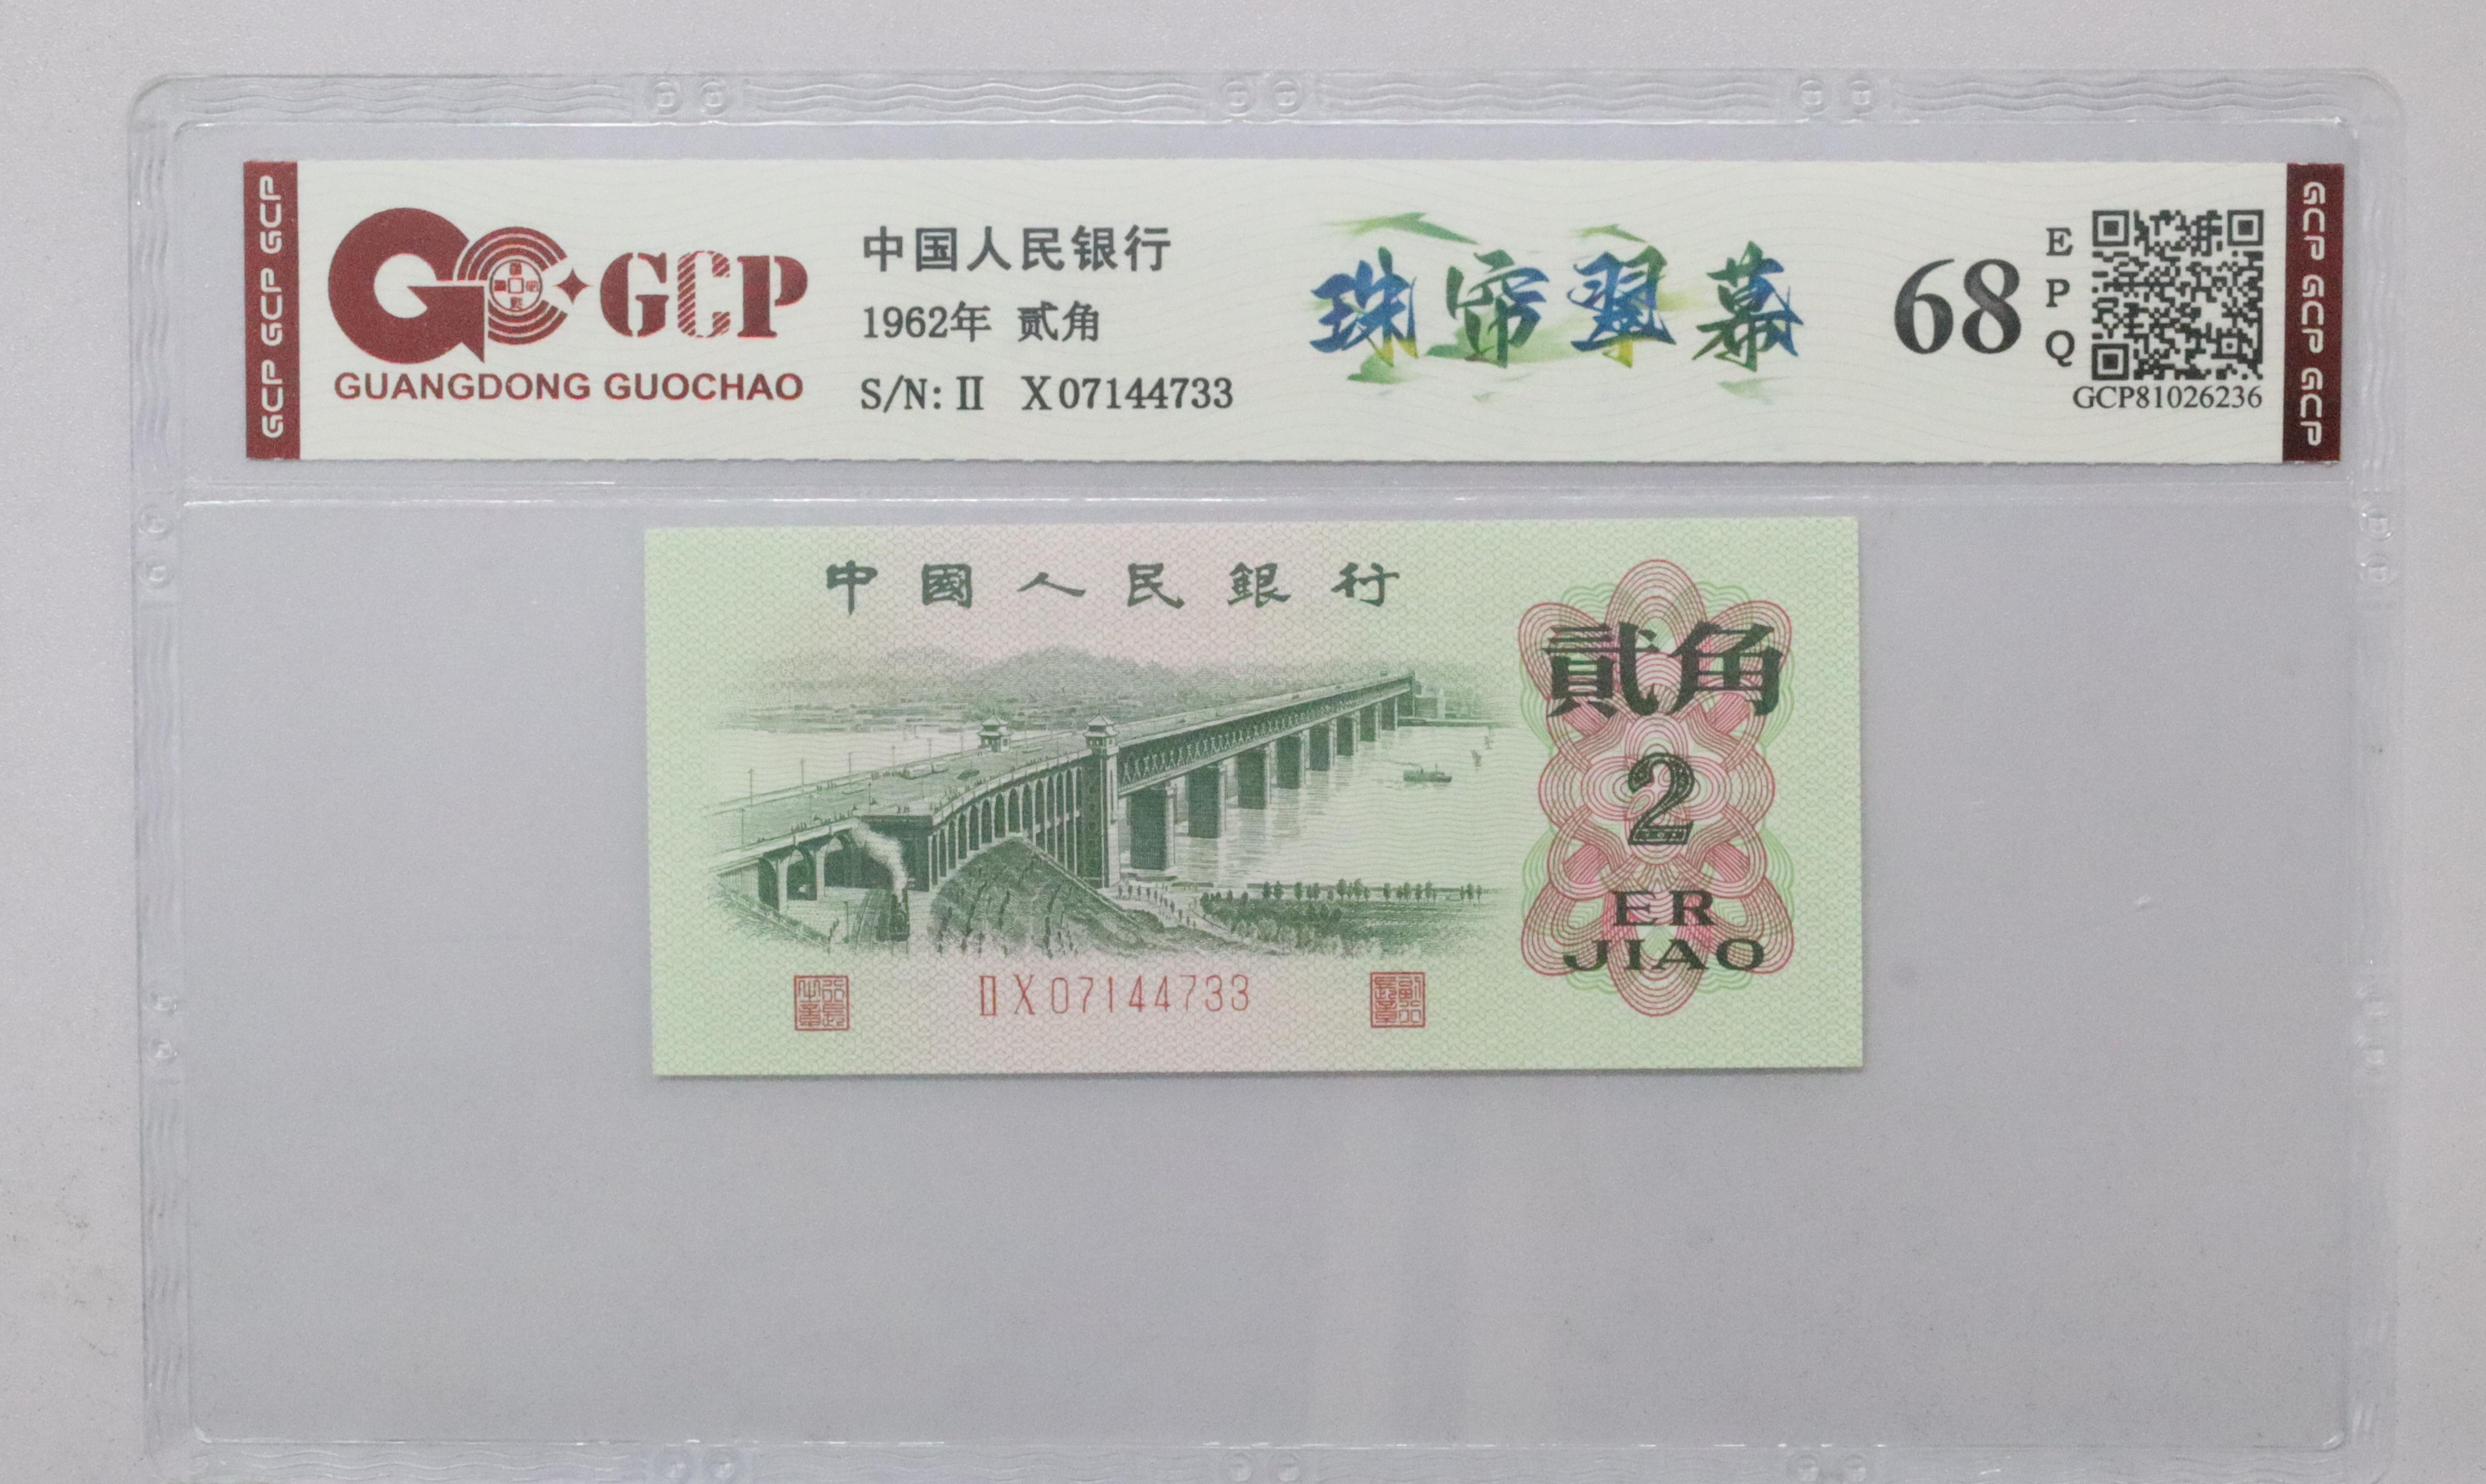 GCP GCP GCP
GCP
GUANGDONG GUOCHAO
中国人民银行
1962年 贰角
S/N: II X07144733
珠帘翠幕
68
EPQ
GCP81026236
GCP GCP GCP
中國人民銀行
貳角
2
ER
JIAO
II X07144733